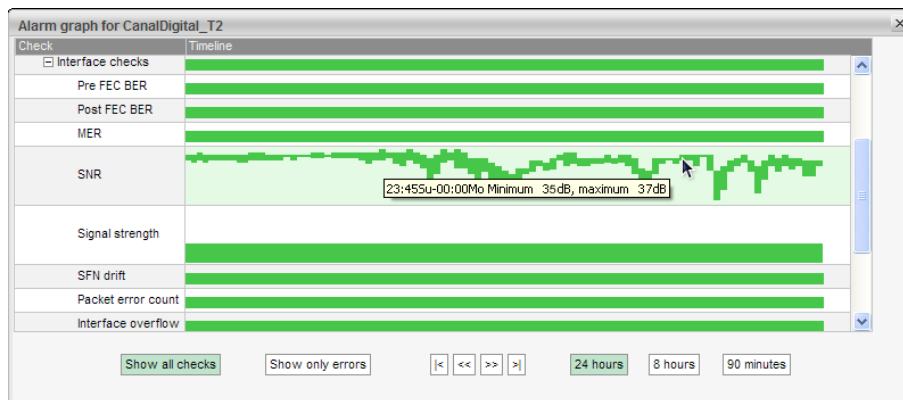 Alarm graph for CanalDigital_T2
Check Timeline
Interface checks
Pre FEC BER
Post FEC BER
MER
SNR
23:45Su-00:00Mo Minimum 35dB, maximum 37dB
Signal strength
SFN drift
Packet error count
Interface overflow
Show all checks Show only errors |< << >> >| 24 hours 8 hours 90 minutes